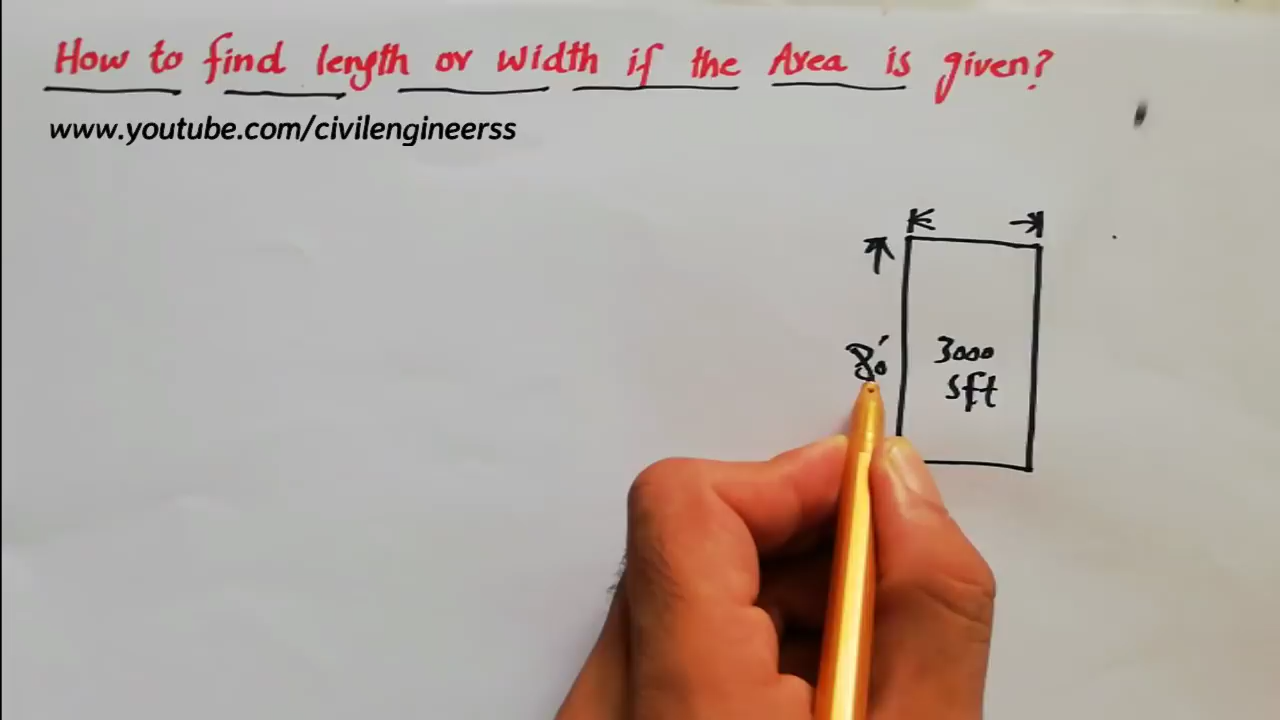 How to find length or width if the Area is given?
www.youtube.com/civilengineerss
80'
3000
sft